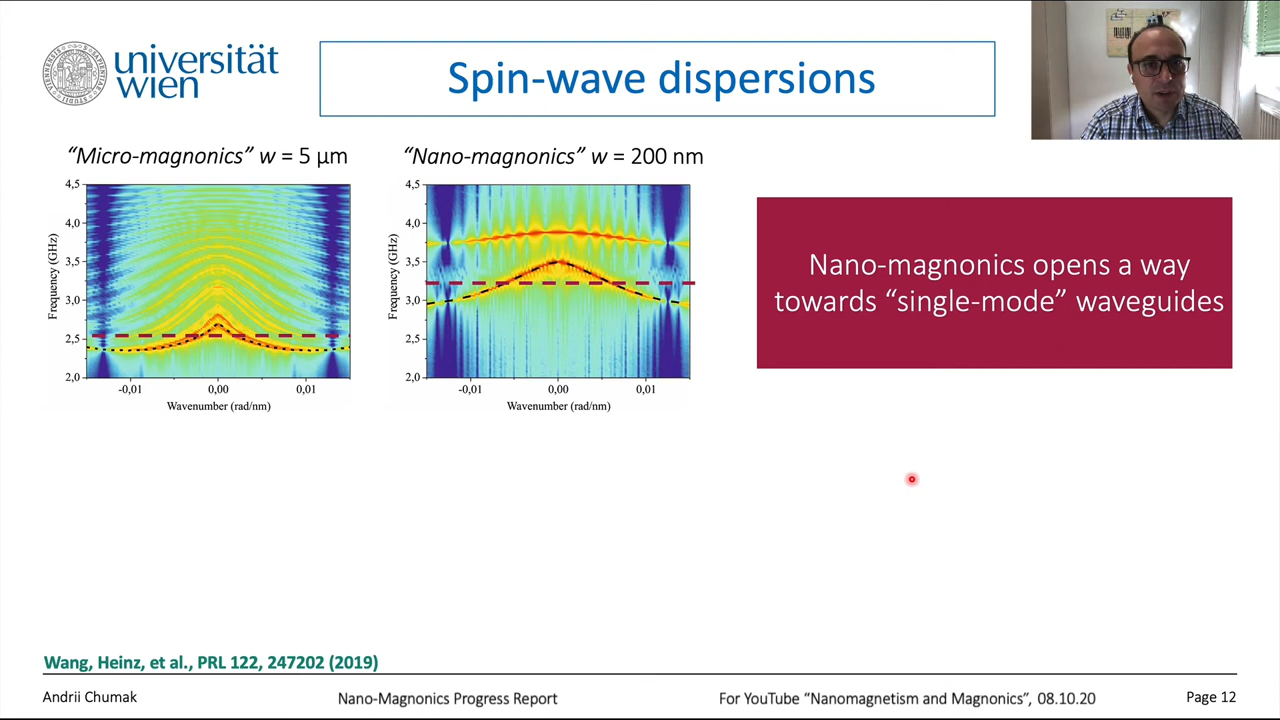 universität
wien
Spin-wave dispersions
“Micro-magnonics” w = 5 µm
“Nano-magnonics” w = 200 nm
4,5
4,0
3,5
3,0
2,5
2,0
Frequency (GHz)
-0,01
0,00
0,01
Wavenumber (rad/nm)
4,5
4,0
3,5
3,0
2,5
2,0
Frequency (GHz)
-0,01
0,00
0,01
Wavenumber (rad/nm)
Nano-magnonics opens a way
towards “single-mode” waveguides
Wang, Heinz, et al., PRL 122, 247202 (2019)
Andrii Chumak
Nano-Magnonics Progress Report
For YouTube “Nanomagnetism and Magnonics”, 08.10.20
Page 12